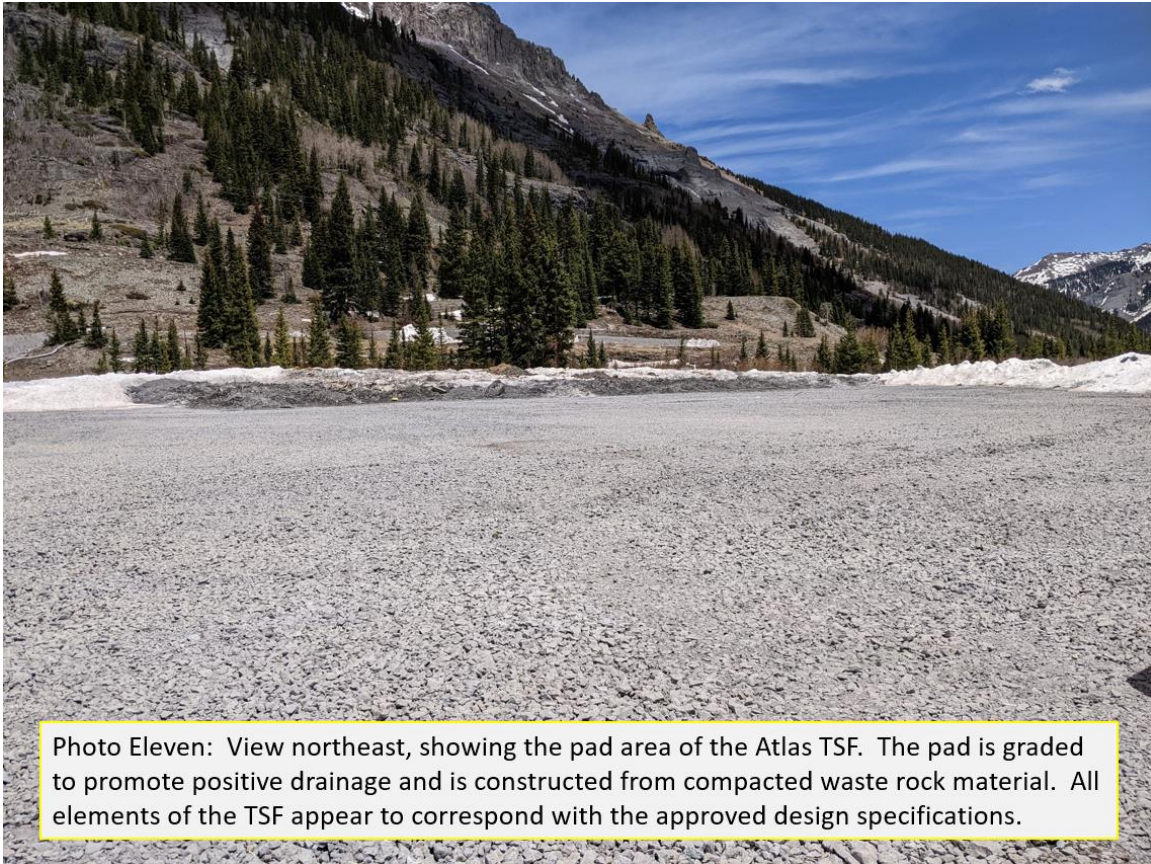 Photo Eleven:  View northeast, showing the pad area of the Atlas TSF.  The pad is graded
to promote positive drainage and is constructed from compacted waste rock material.  All
elements of the TSF appear to correspond with the approved design specifications.